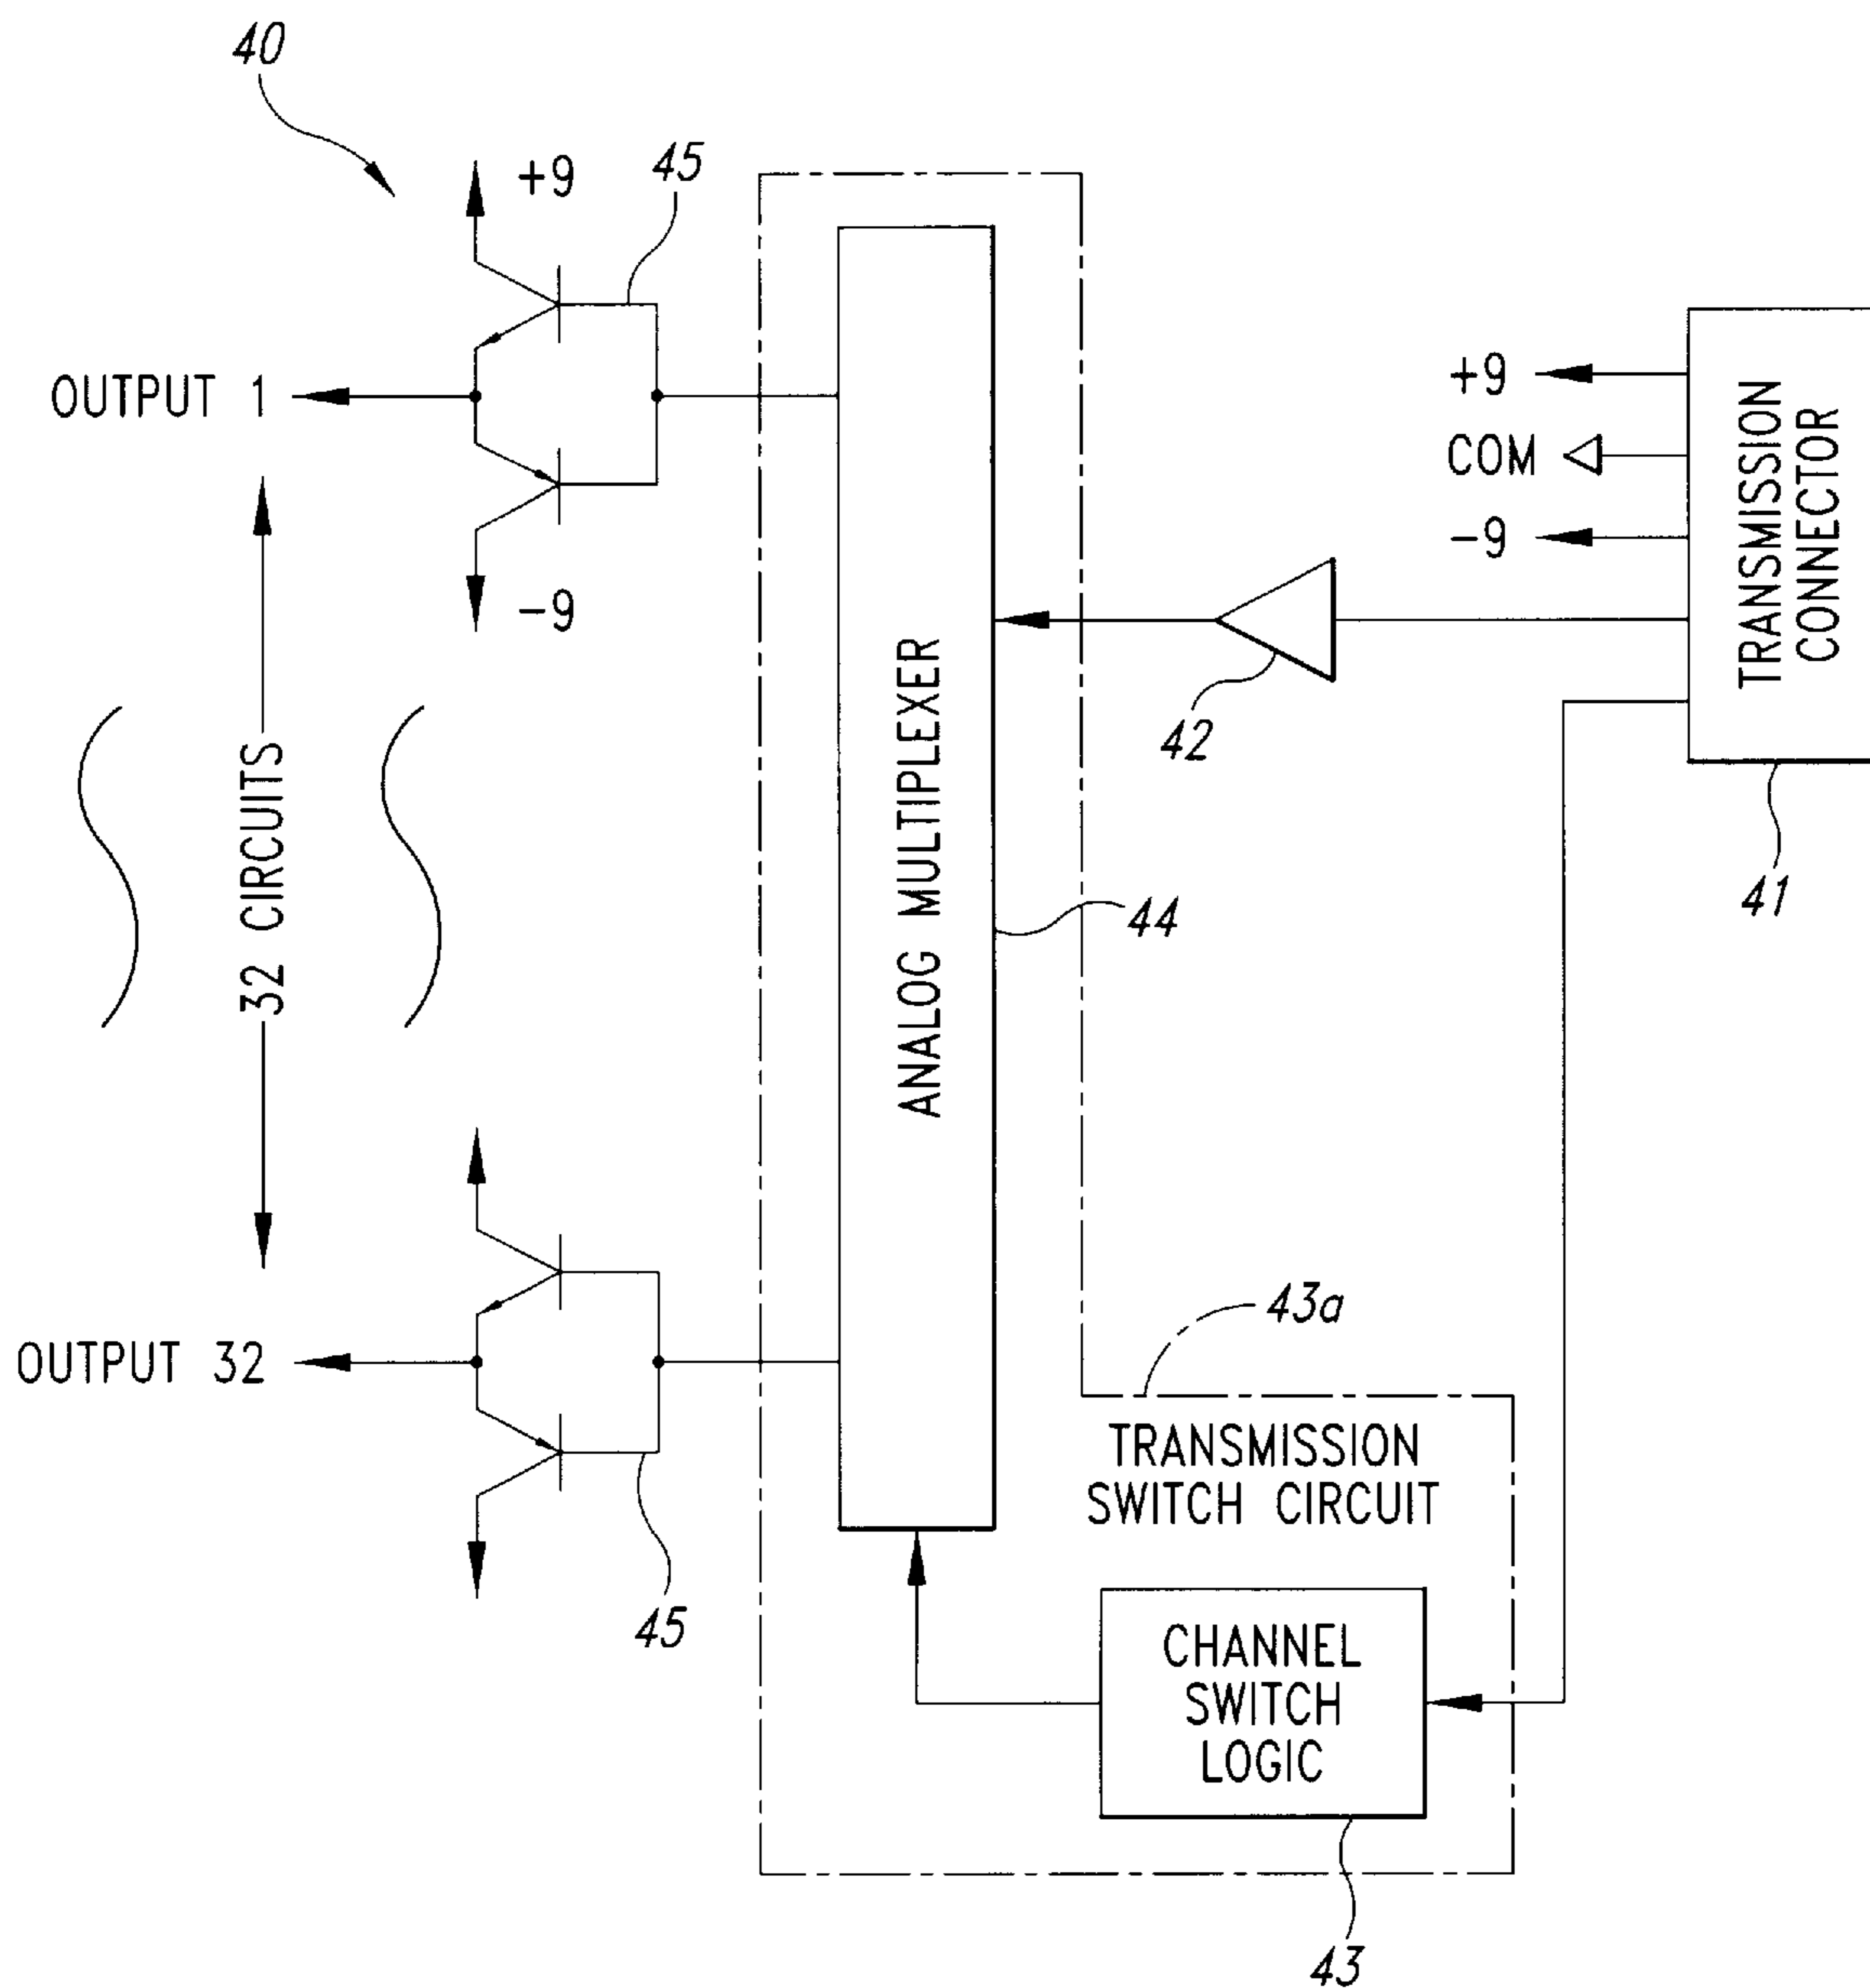 40
+9
45
OUTPUT 1
-9
32 CIRCUITS
OUTPUT 32
45
ANALOG MULTIPLEXER
44
+9
COM
-9
42
TRANSMISSION
CONNECTOR
41
43a
TRANSMISSION
SWITCH CIRCUIT
CHANNEL
SWITCH
LOGIC
43